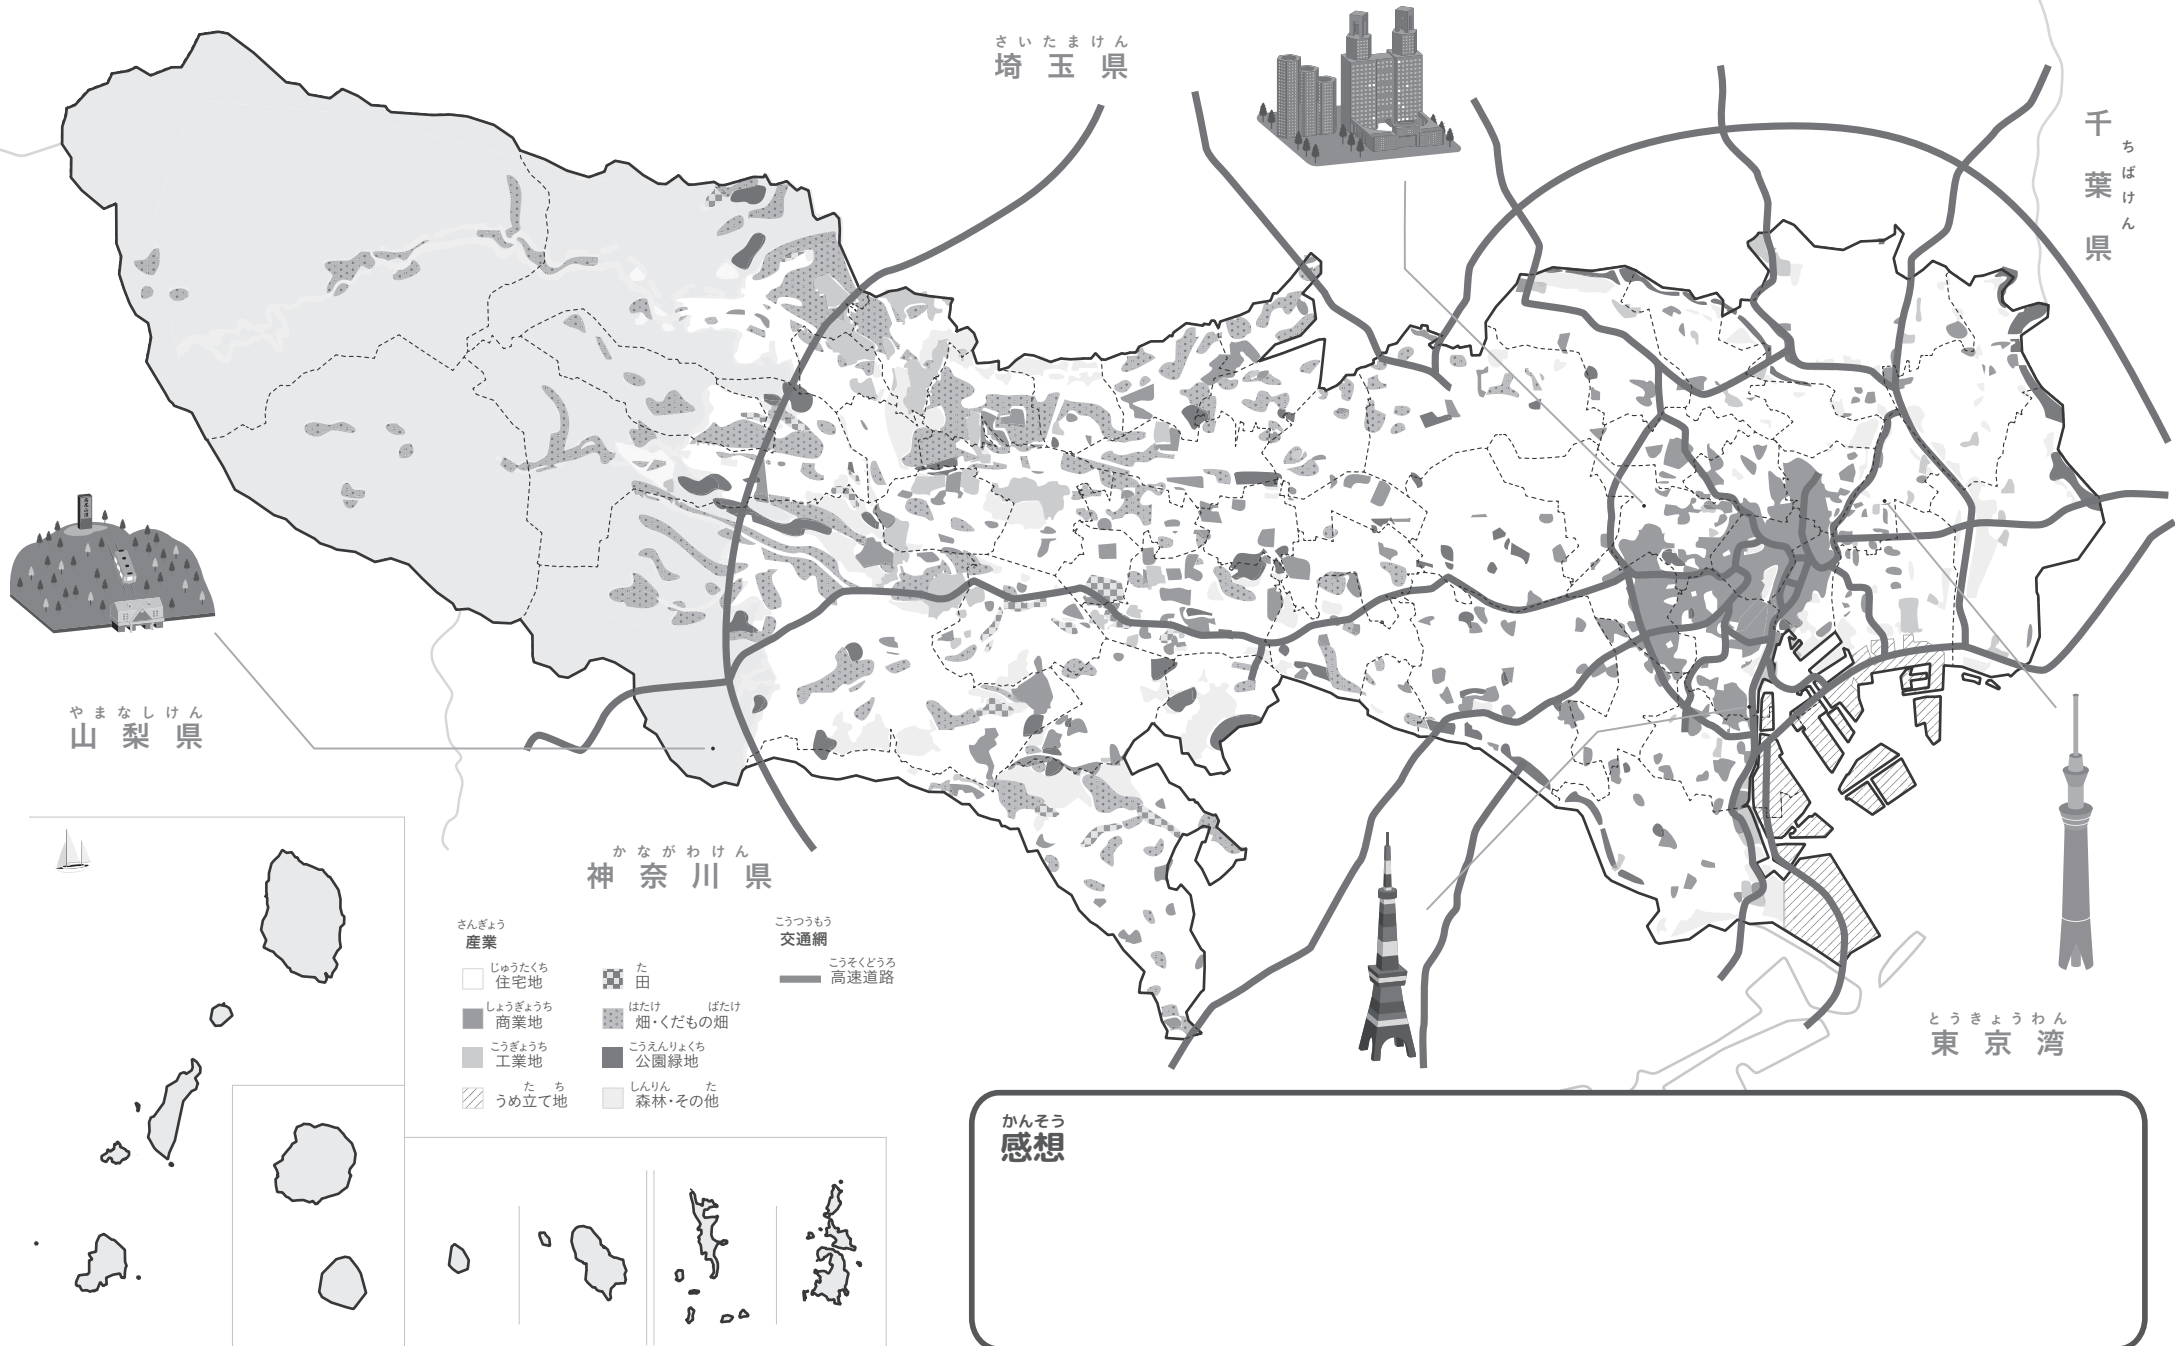 さいたまけん
埼玉県
ちばけん
千葉県
やまなしけん
山梨県
かながわけん
神奈川県
とうきょうわん
東京湾
さんぎょう
産業
じゅうたくち
住宅地
しょうぎょうち
商業地
こうぎょうち
工業地
た ち
うめ立て地
た
田
はたけ ばたけ
畑・くだもの畑
こうえんりょくち
公園緑地
しんりん た
森林・その他
こうつうもう
交通網
こうそくどうろ
高速道路
かんそう
感想